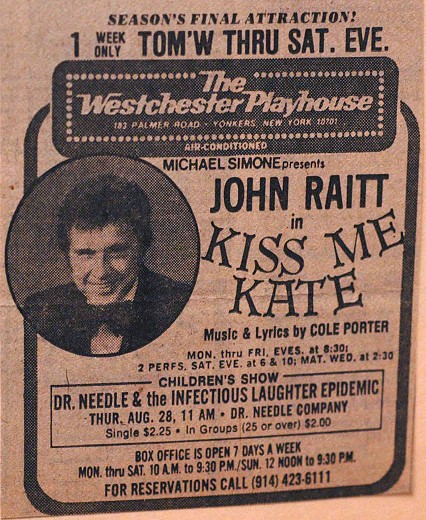 SEASON'S FINAL ATTRACTION!
1 WEEK ONLY TOM'W THRU SAT. EVE.
The
Westchester Playhouse
193 PALMER ROAD • YONKERS, NEW YORK 10701
AIR-CONDITIONED
MICHAEL SIMONE presents
JOHN RAITT
in
KISS ME
KATE
Music & Lyrics by COLE PORTER
MON. thru FRI. EVES. at 8:30;
2 PERFS. SAT. EVE. at 6 & 10; MAT. WED. at 2:30
CHILDREN'S SHOW
DR. NEEDLE & the INFECTIOUS LAUGHTER EPIDEMIC
THUR. AUG. 28, 11 AM • DR. NEEDLE COMPANY
Single $2.25 • In Groups (25 or over) $2.00
BOX OFFICE IS OPEN 7 DAYS A WEEK
MON. thru SAT. 10 A.M. to 9:30 P.M./SUN. 12 NOON to 9:30 P.M.
FOR RESERVATIONS CALL (914) 423-6111